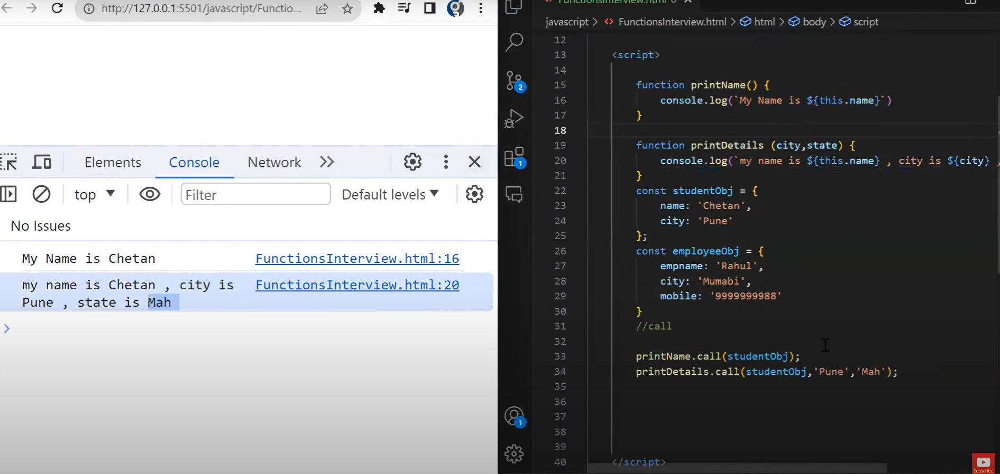 http://127.0.0.1:5501/javascript/Functio...
Elements Console Network
top Filter Default levels
No Issues
My Name is Chetan FunctionsInterview.html:16
my name is Chetan , city is FunctionsInterview.html:20
Pune , state is Mah
>
FunctionsInterview.html
javascript > <> FunctionsInterview.html > html > body > script
2
1
1
12
13 <script>
14
15 function printName() {
16 console.log(`My Name is ${this.name}`)
17 }
18
19 function printDetails (city,state) {
20 console.log(`my name is ${this.name} , city is ${city} ,
21 }
22 const studentObj = {
23 name: 'Chetan',
24 city: 'Pune'
25 };
26 const employeeObj = {
27 empname: 'Rahul',
28 city: 'Mumabi',
29 mobile: '9999999988'
30 }
31 //call
32
33 printName.call(studentObj);
34 printDetails.call(studentObj,'Pune','Mah');
35
36
37
38
39
40 </script>
Subscribe